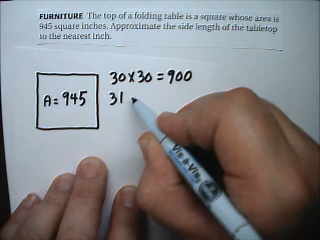 FURNITURE The top of a folding table is a square whose area is
945 square inches. Approximate the side length of the tabletop
to the nearest inch.
30x30=900
A=945
31
VIS-À-VIS